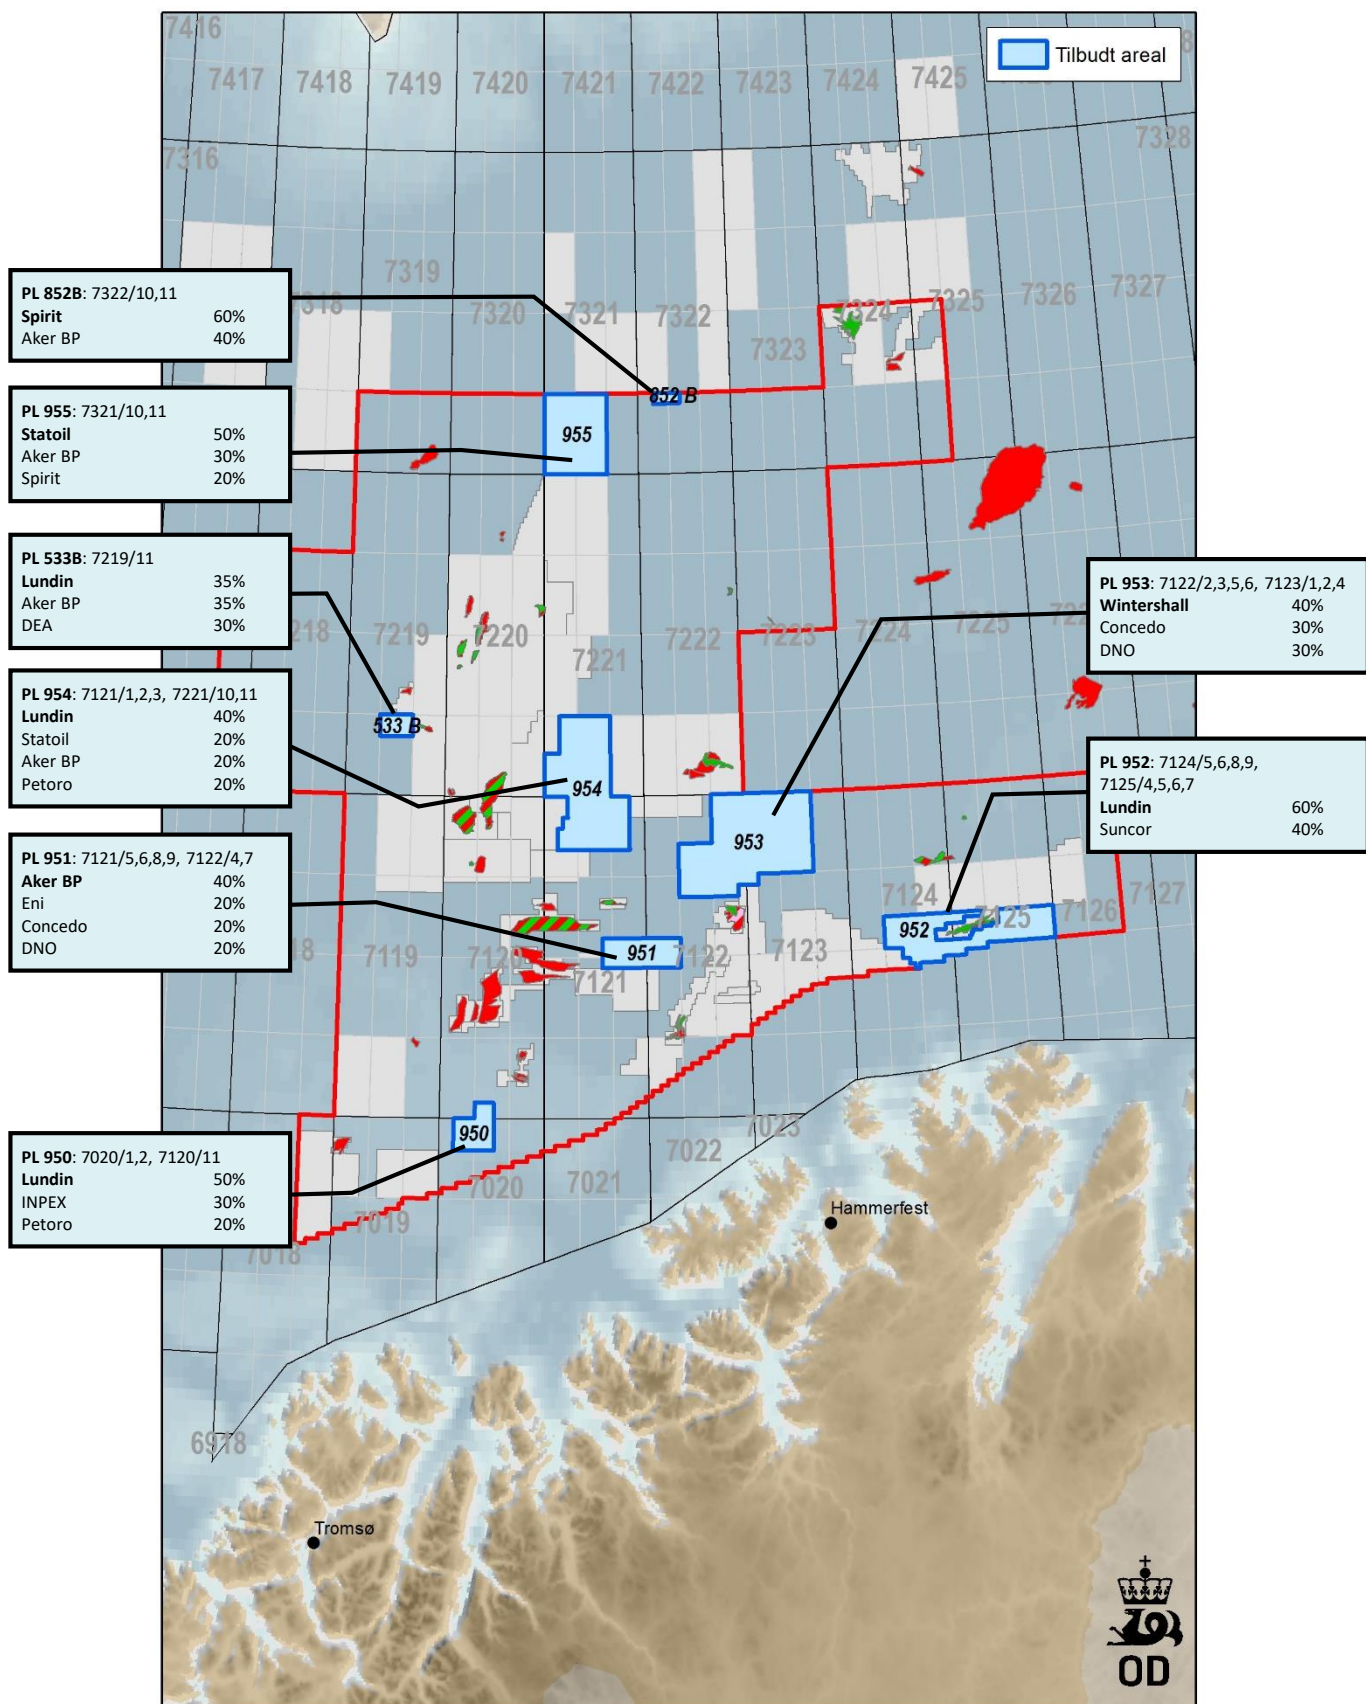 7416
7417
7418
7419
7420
7421
7422
7423
7424
7425
Tilbudt areal
7316
7328
7319
7320
7321
7322
7323
7324
7325
7326
7327
PL 852B: 7322/10,11
Spirit 60%
Aker BP 40%
852 B
PL 955: 7321/10,11
Statoil 50%
Aker BP 30%
Spirit 20%
955
PL 533B: 7219/11
Lundin 35%
Aker BP 35%
DEA 30%
533 B
7219
7220
7221
7222
7223
7224
7225
PL 953: 7122/2,3,5,6, 7123/1,2,4
Wintershall 40%
Concedo 30%
DNO 30%
953
PL 954: 7121/1,2,3, 7221/10,11
Lundin 40%
Statoil 20%
Aker BP 20%
Petoro 20%
954
PL 952: 7124/5,6,8,9,
7125/4,5,6,7
Lundin 60%
Suncor 40%
952
PL 951: 7121/5,6,8,9, 7122/4,7
Aker BP 40%
Eni 20%
Concedo 20%
DNO 20%
951
7119
7121
7122
7123
7124
7125
7126
7127
PL 950: 7020/1,2, 7120/11
Lundin 50%
INPEX 30%
Petoro 20%
950
7018
7019
7020
7021
7022
7023
Hammerfest
6918
Tromsø
OD